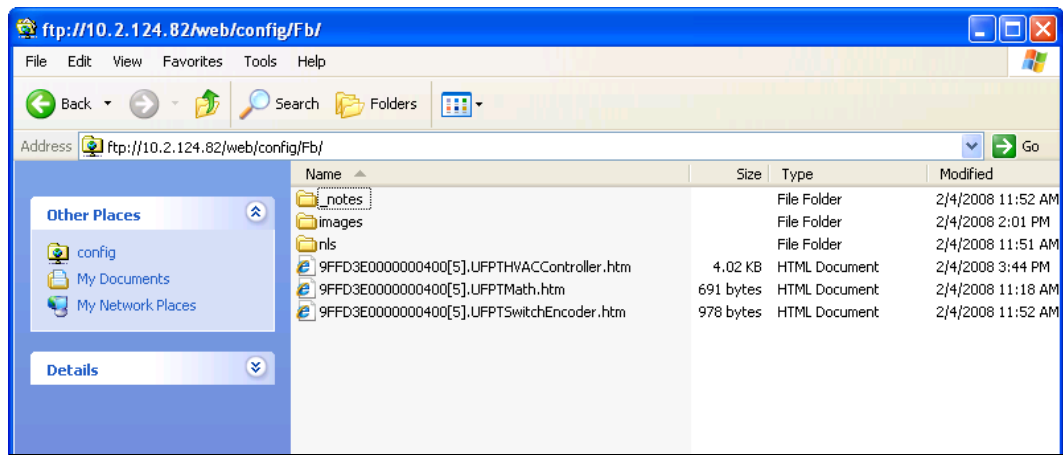 ftp://10.2.124.82/web/config/Fb/
File Edit View Favorites Tools Help
Back Search Folders
Address ftp://10.2.124.82/web/config/Fb/ Go
Name Size Type Modified
_notes File Folder 2/4/2008 11:52 AM
images File Folder 2/4/2008 2:01 PM
nls File Folder 2/4/2008 11:51 AM
9FFD3E0000000400[5].UFPTHVACController.htm 4.02 KB HTML Document 2/4/2008 3:44 PM
9FFD3E0000000400[5].UFPTMath.htm 691 bytes HTML Document 2/4/2008 11:18 AM
9FFD3E0000000400[5].UFPTSwitchEncoder.htm 978 bytes HTML Document 2/4/2008 11:52 AM
Other Places
config
My Documents
My Network Places
Details